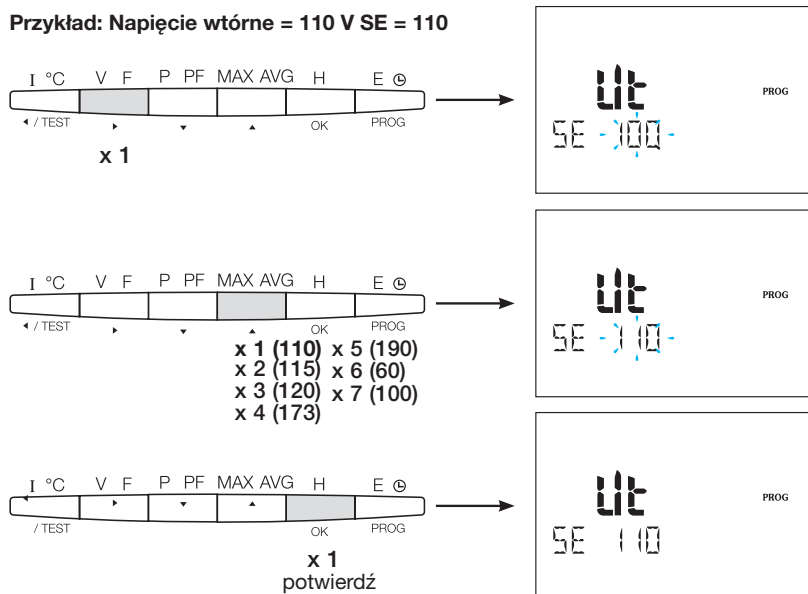 Przykład: Napięcie wtórne = 110 V SE = 110
I °C V F P PF MAX AVG H E
/ TEST OK PROG
x 1
Ut PROG
SE 100
I °C V F P PF MAX AVG H E
/ TEST OK PROG
x 1 (110) x 5 (190)
x 2 (115) x 6 (60)
x 3 (120) x 7 (100)
x 4 (173)
Ut PROG
SE 110
I °C V F P PF MAX AVG H E
/ TEST OK PROG
x 1
potwierdź
Ut PROG
SE 110